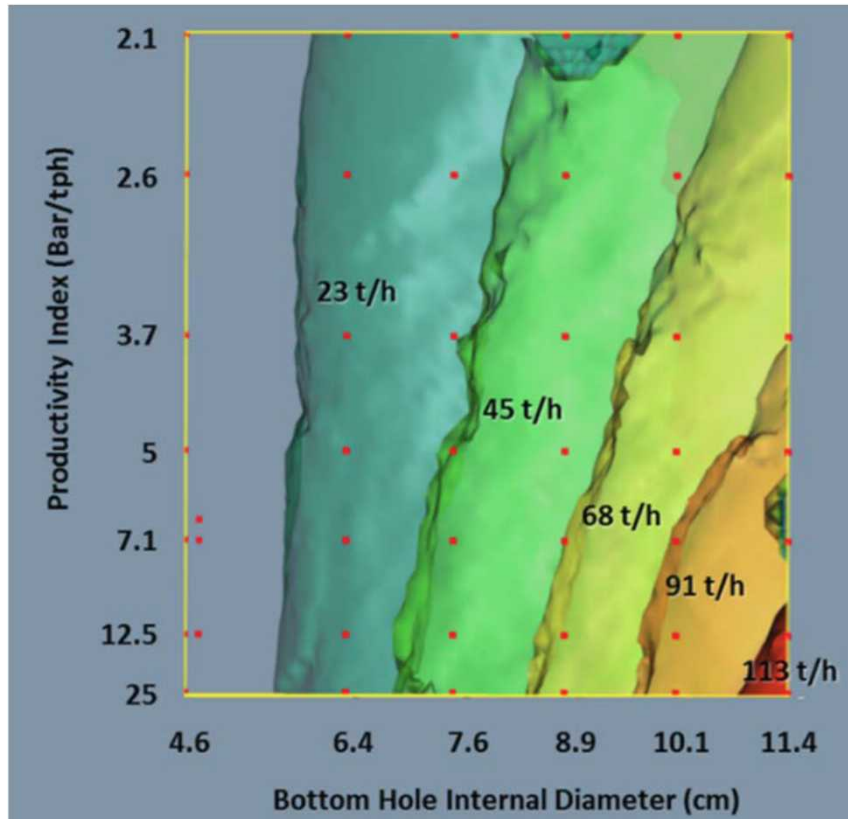 2.1
2.6
3.7
5
7.1
12.5
25
Productivity Index (Bar/tph)
23 t/h
45 t/h
68 t/h
91 t/h
113 t/h
4.6 6.4 7.6 8.9 10.1 11.4
Bottom Hole Internal Diameter (cm)